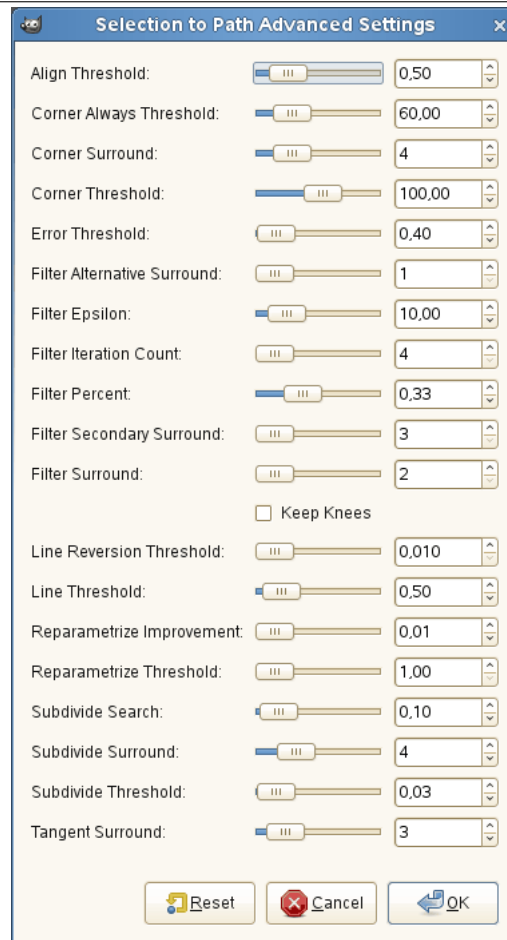 Selection to Path Advanced Settings
Align Threshold: 0,50
Corner Always Threshold: 60,00
Corner Surround: 4
Corner Threshold: 100,00
Error Threshold: 0,40
Filter Alternative Surround: 1
Filter Epsilon: 10,00
Filter Iteration Count: 4
Filter Percent: 0,33
Filter Secondary Surround: 3
Filter Surround: 2
Keep Knees
Line Reversion Threshold: 0,010
Line Threshold: 0,50
Reparametrize Improvement: 0,01
Reparametrize Threshold: 1,00
Subdivide Search: 0,10
Subdivide Surround: 4
Subdivide Threshold: 0,03
Tangent Surround: 3
Reset Cancel OK